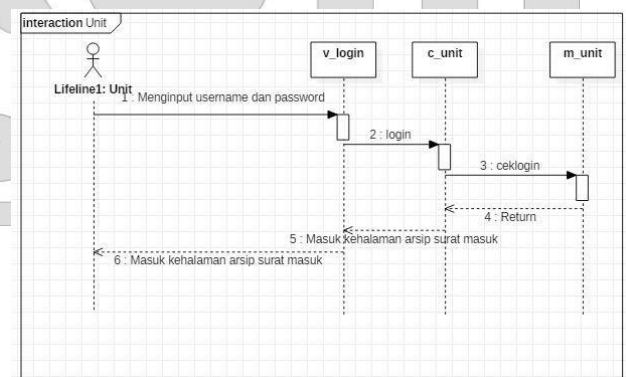 interaction Unit
v_login
c_unit
m_unit
Lifeline1: Unit
1 : Menginput username dan password
2 : login
3 : ceklogin
4 : Return
5 : Masuk kehalaman arsip surat masuk
6 : Masuk kehalaman arsip surat masuk